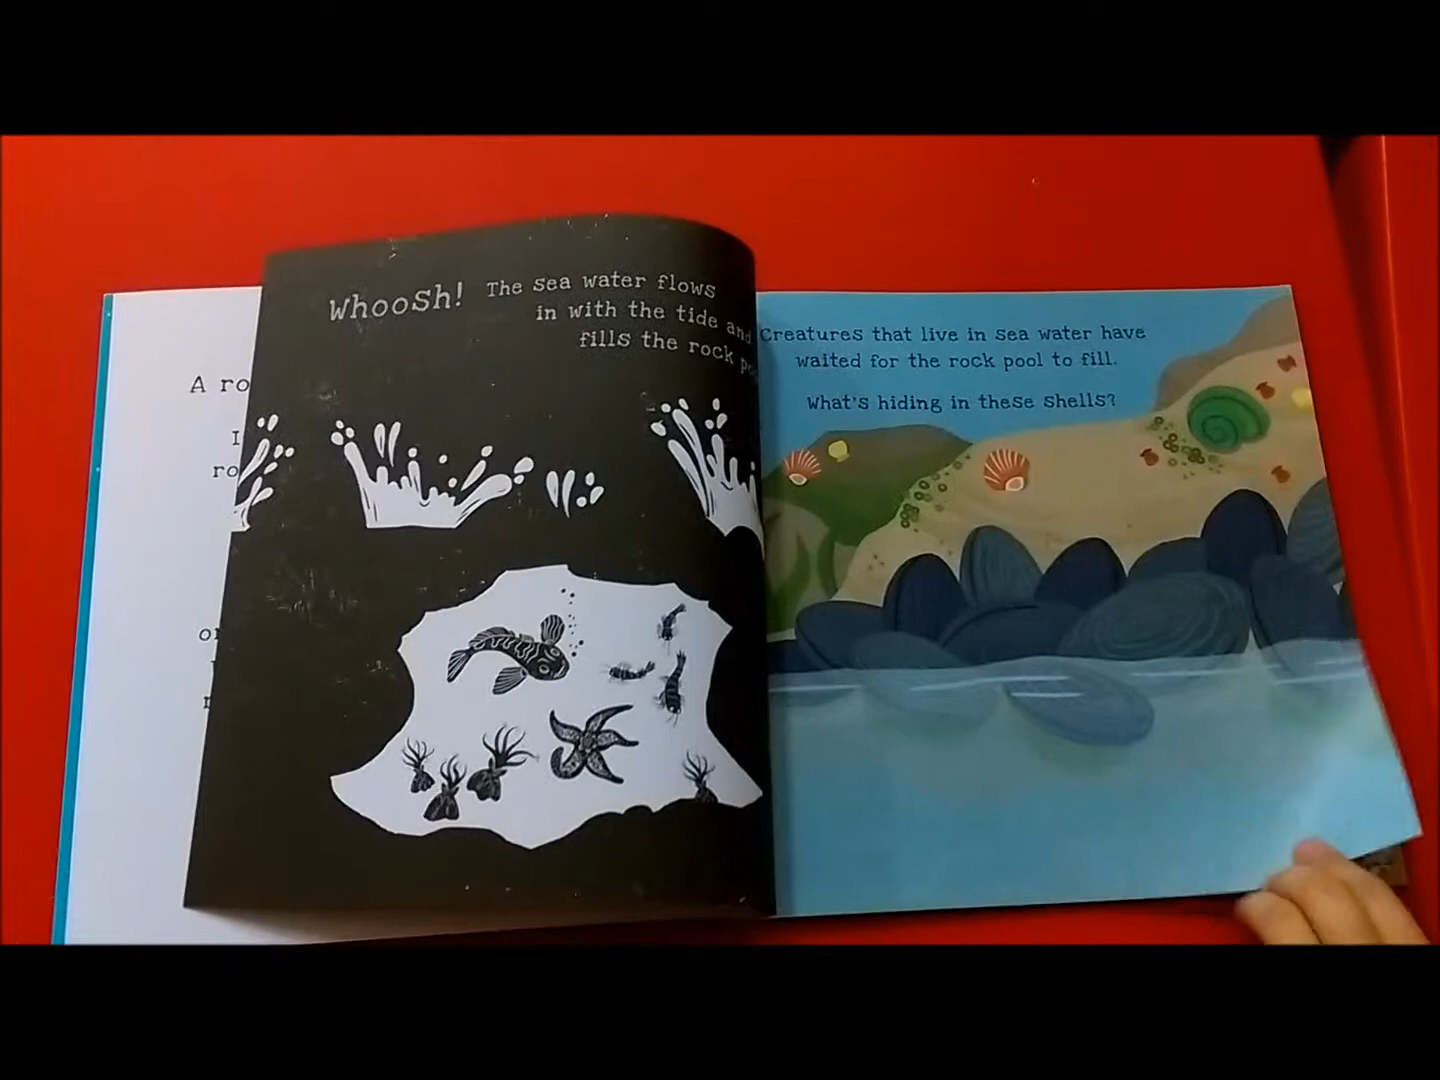 A ro
I
ro
or
Whoosh! The sea water flows
in with the tide and
fills the rock
Creatures that live in sea water have
waited for the rock pool to fill.
What's hiding in these shells?